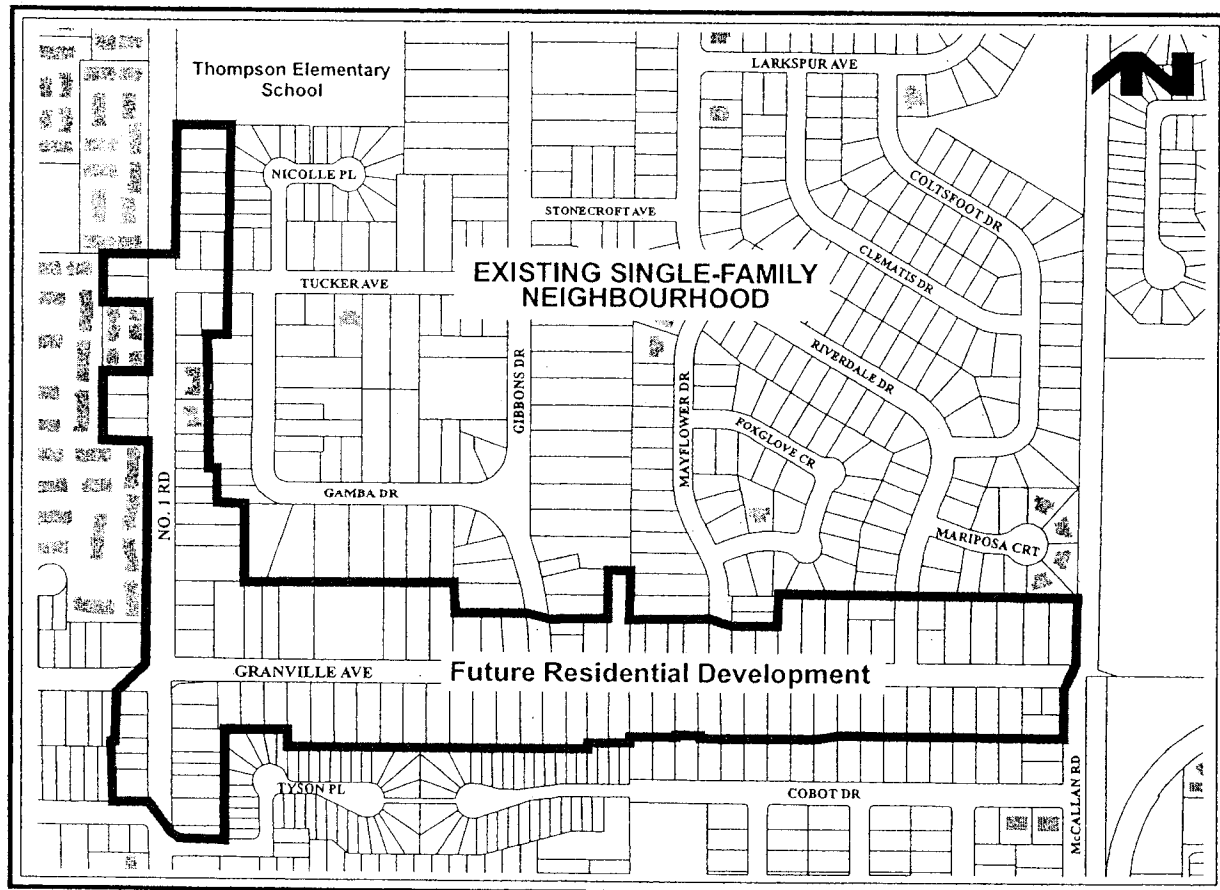 Thompson Elementary
School
LARKSPUR AVE
N
NICOLLE PL
COLTSFOOT DR
STONECROFT AVE
CLEMATIS DR
EXISTING SINGLE-FAMILY
NEIGHBOURHOOD
TUCKER AVE
RIVERDALE DR
GIBBONS DR
MAYFLOWER DR
FOXGLOVE CR
GAMBA DR
NO. 1 RD
MARIPOSA CRT
GRANVILLE AVE
Future Residential Development
TYSON PL
COBOT DR
McCALLAN RD